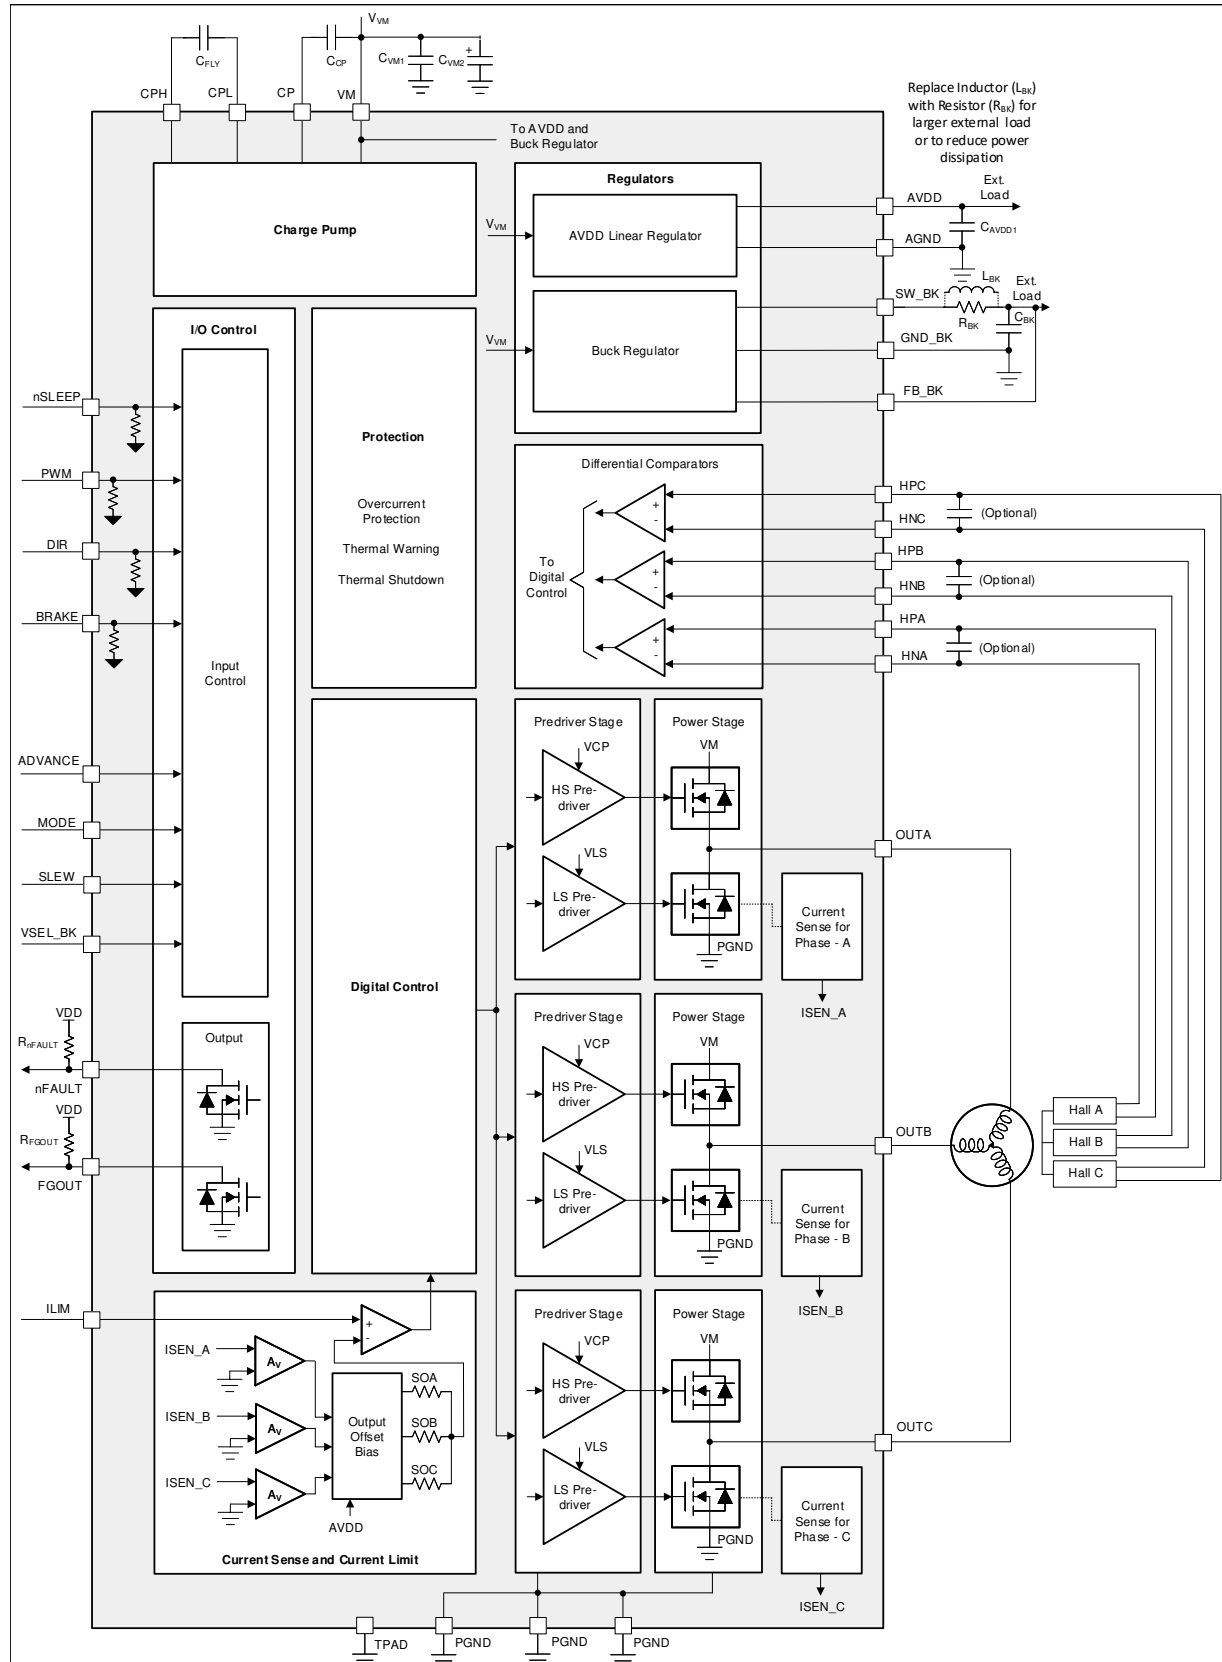 V_VM
C_FLY
C_CP
C_VM1
+
C_VM2
CPH
CPL
CP
VM
Replace Inductor (L_BK)
with Resistor (R_BK) for
larger external load
or to reduce power
dissipation
To AVDD and
Buck Regulator
Charge Pump
Regulators
V_VM
AVDD Linear Regulator
AVDD
Ext.
Load
C_AVDD1
AGND
V_VM
Buck Regulator
SW_BK
L_BK
Ext.
Load
R_BK
C_BK
GND_BK
FB_BK
I/O Control
nSLEEP
PWM
DIR
BRAKE
Input
Control
ADVANCE
MODE
SLEW
VSEL_BK
Protection
Overcurrent
Protection
Thermal Warning
Thermal Shutdown
Differential Comparators
To
Digital
Control
+
-
+
-
+
-
HPC
HNC
(Optional)
HPB
HNB
(Optional)
HPA
HNA
(Optional)
Digital Control
Predriver Stage
VCP
HS Pre-
driver
VLS
LS Pre-
driver
Power Stage
VM
PGND
OUTA
Current
Sense for
Phase - A
ISEN_A
VDD
R_nFAULT
nFAULT
VDD
R_FGOUT
FGOUT
Output
Predriver Stage
VCP
HS Pre-
driver
VLS
LS Pre-
driver
Power Stage
VM
PGND
OUTB
Current
Sense for
Phase - B
ISEN_B
Hall A
Hall B
Hall C
ILIM
+
-
ISEN_A
A_V
ISEN_B
A_V
ISEN_C
A_V
Output
Offset
Bias
SOA
SOB
SOC
AVDD
Current Sense and Current Limit
Predriver Stage
VCP
HS Pre-
driver
VLS
LS Pre-
driver
Power Stage
VM
PGND
OUTC
Current
Sense for
Phase - C
ISEN_C
TPAD
PGND
PGND
PGND